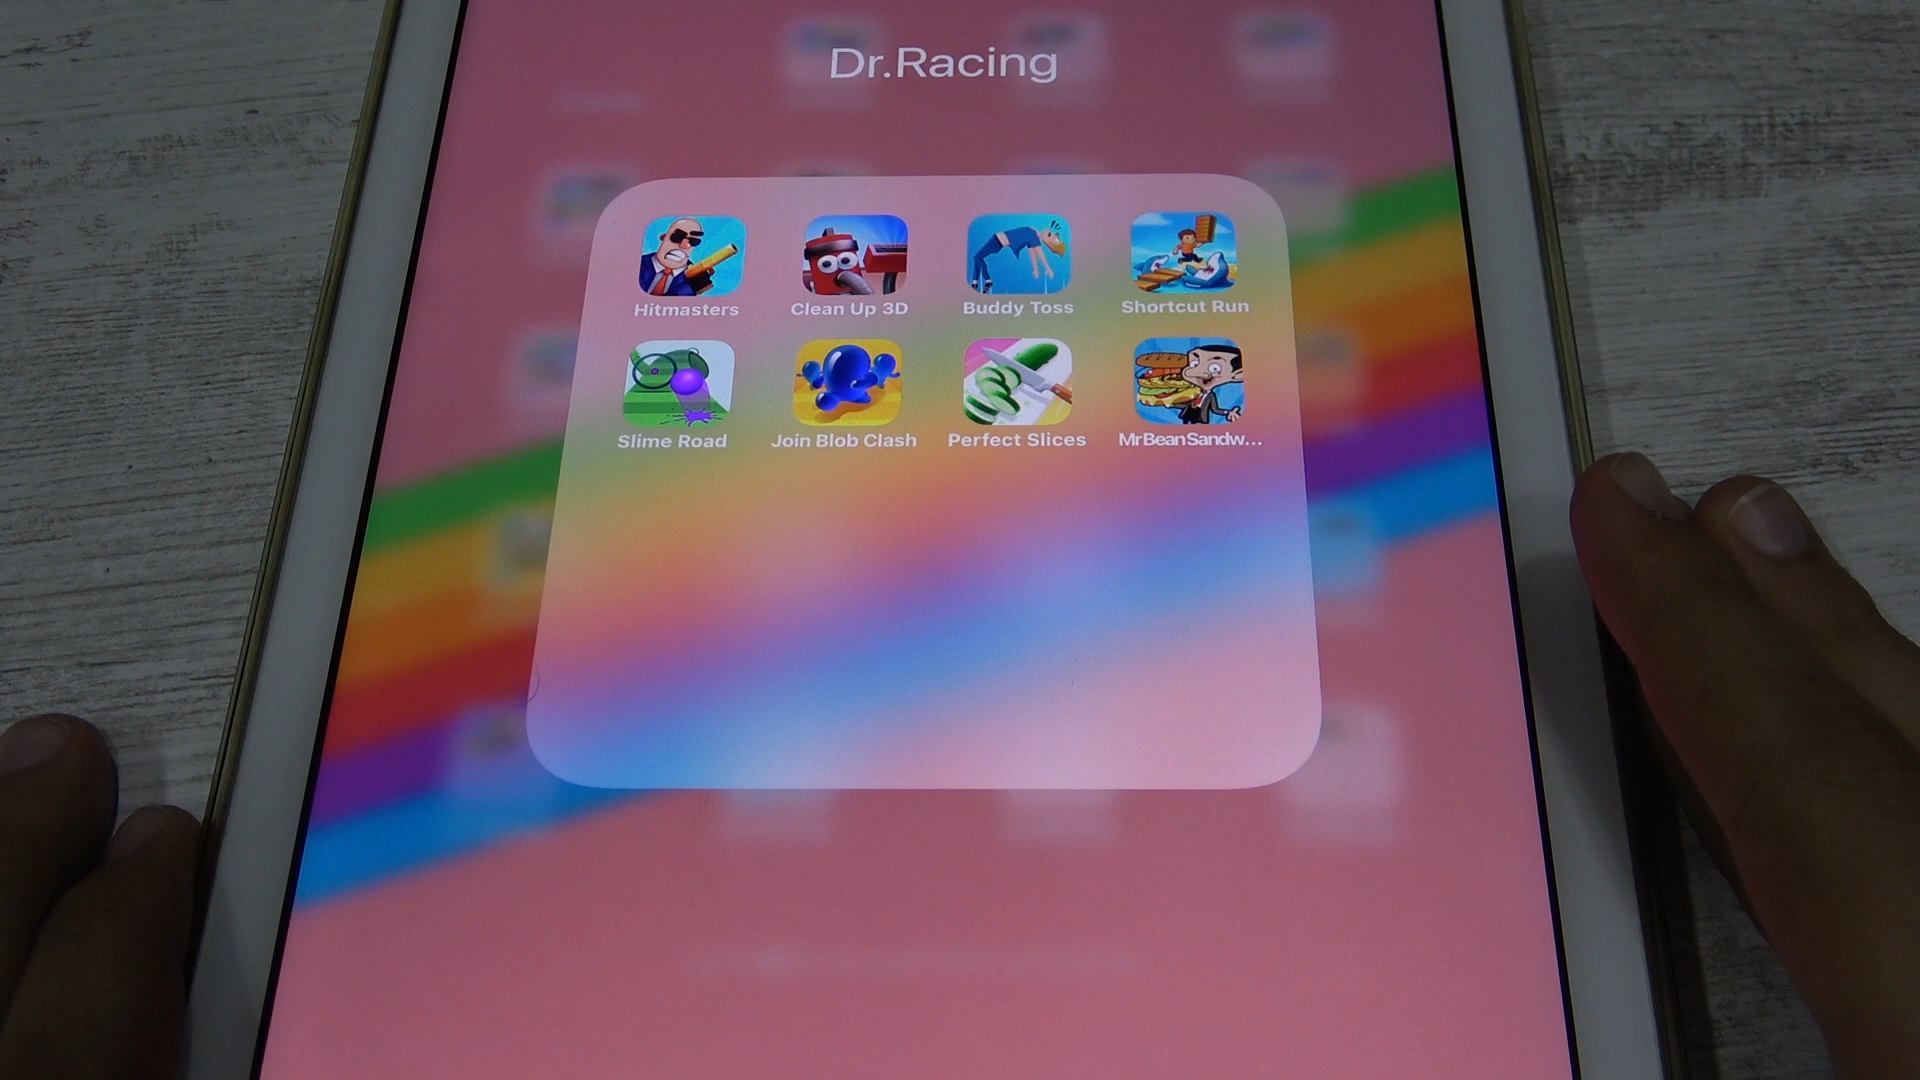 Dr.Racing
Hitmasters
Clean Up 3D
Buddy Toss
Shortcut Run
Slime Road
Join Blob Clash
Perfect Slices
MrBeanSandw...